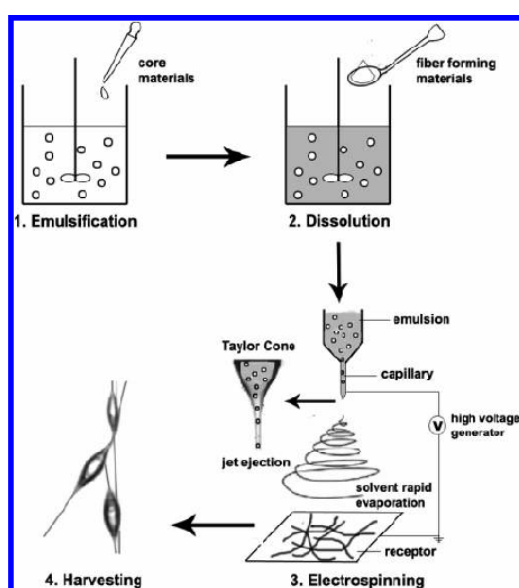 core
materials
fiber forming
materials
1. Emulsification
2. Dissolution
emulsion
Taylor Cone
capillary
high voltage
generator
V
jet ejection
solvent rapid
evaporation
receptor
4. Harvesting
3. Electrospinning